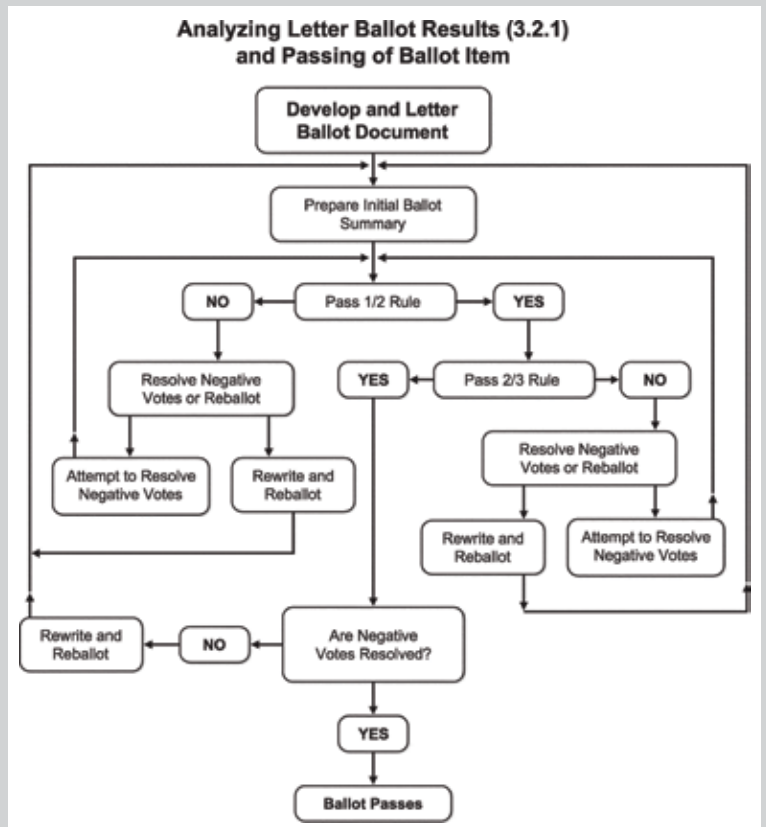 Analyzing Letter Ballot Results (3.2.1)
and Passing of Ballot Item
Develop and Letter
Ballot Document
Prepare Initial Ballot
Summary
NO
Pass 1/2 Rule
YES
Resolve Negative
Votes or Reballot
YES
Pass 2/3 Rule
NO
Attempt to Resolve
Negative Votes
Rewrite and
Reballot
Resolve Negative
Votes or Reballot
Rewrite and
Reballot
Attempt to Resolve
Negative Votes
Rewrite and
Reballot
NO
Are Negative
Votes Resolved?
YES
Ballot Passes